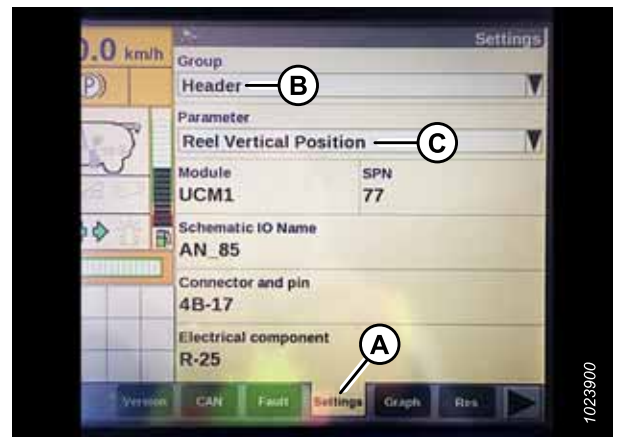 .0 km/h
Settings
(P)
Group
Header
B
Parameter
Reel Vertical Position
C
Module
SPN
UCM1
77
Schematic IO Name
AN_85
Connector and pin
4B-17
Electrical component
R-25
A
Version
CAN
Fault
Settings
Graph
Res
1023900